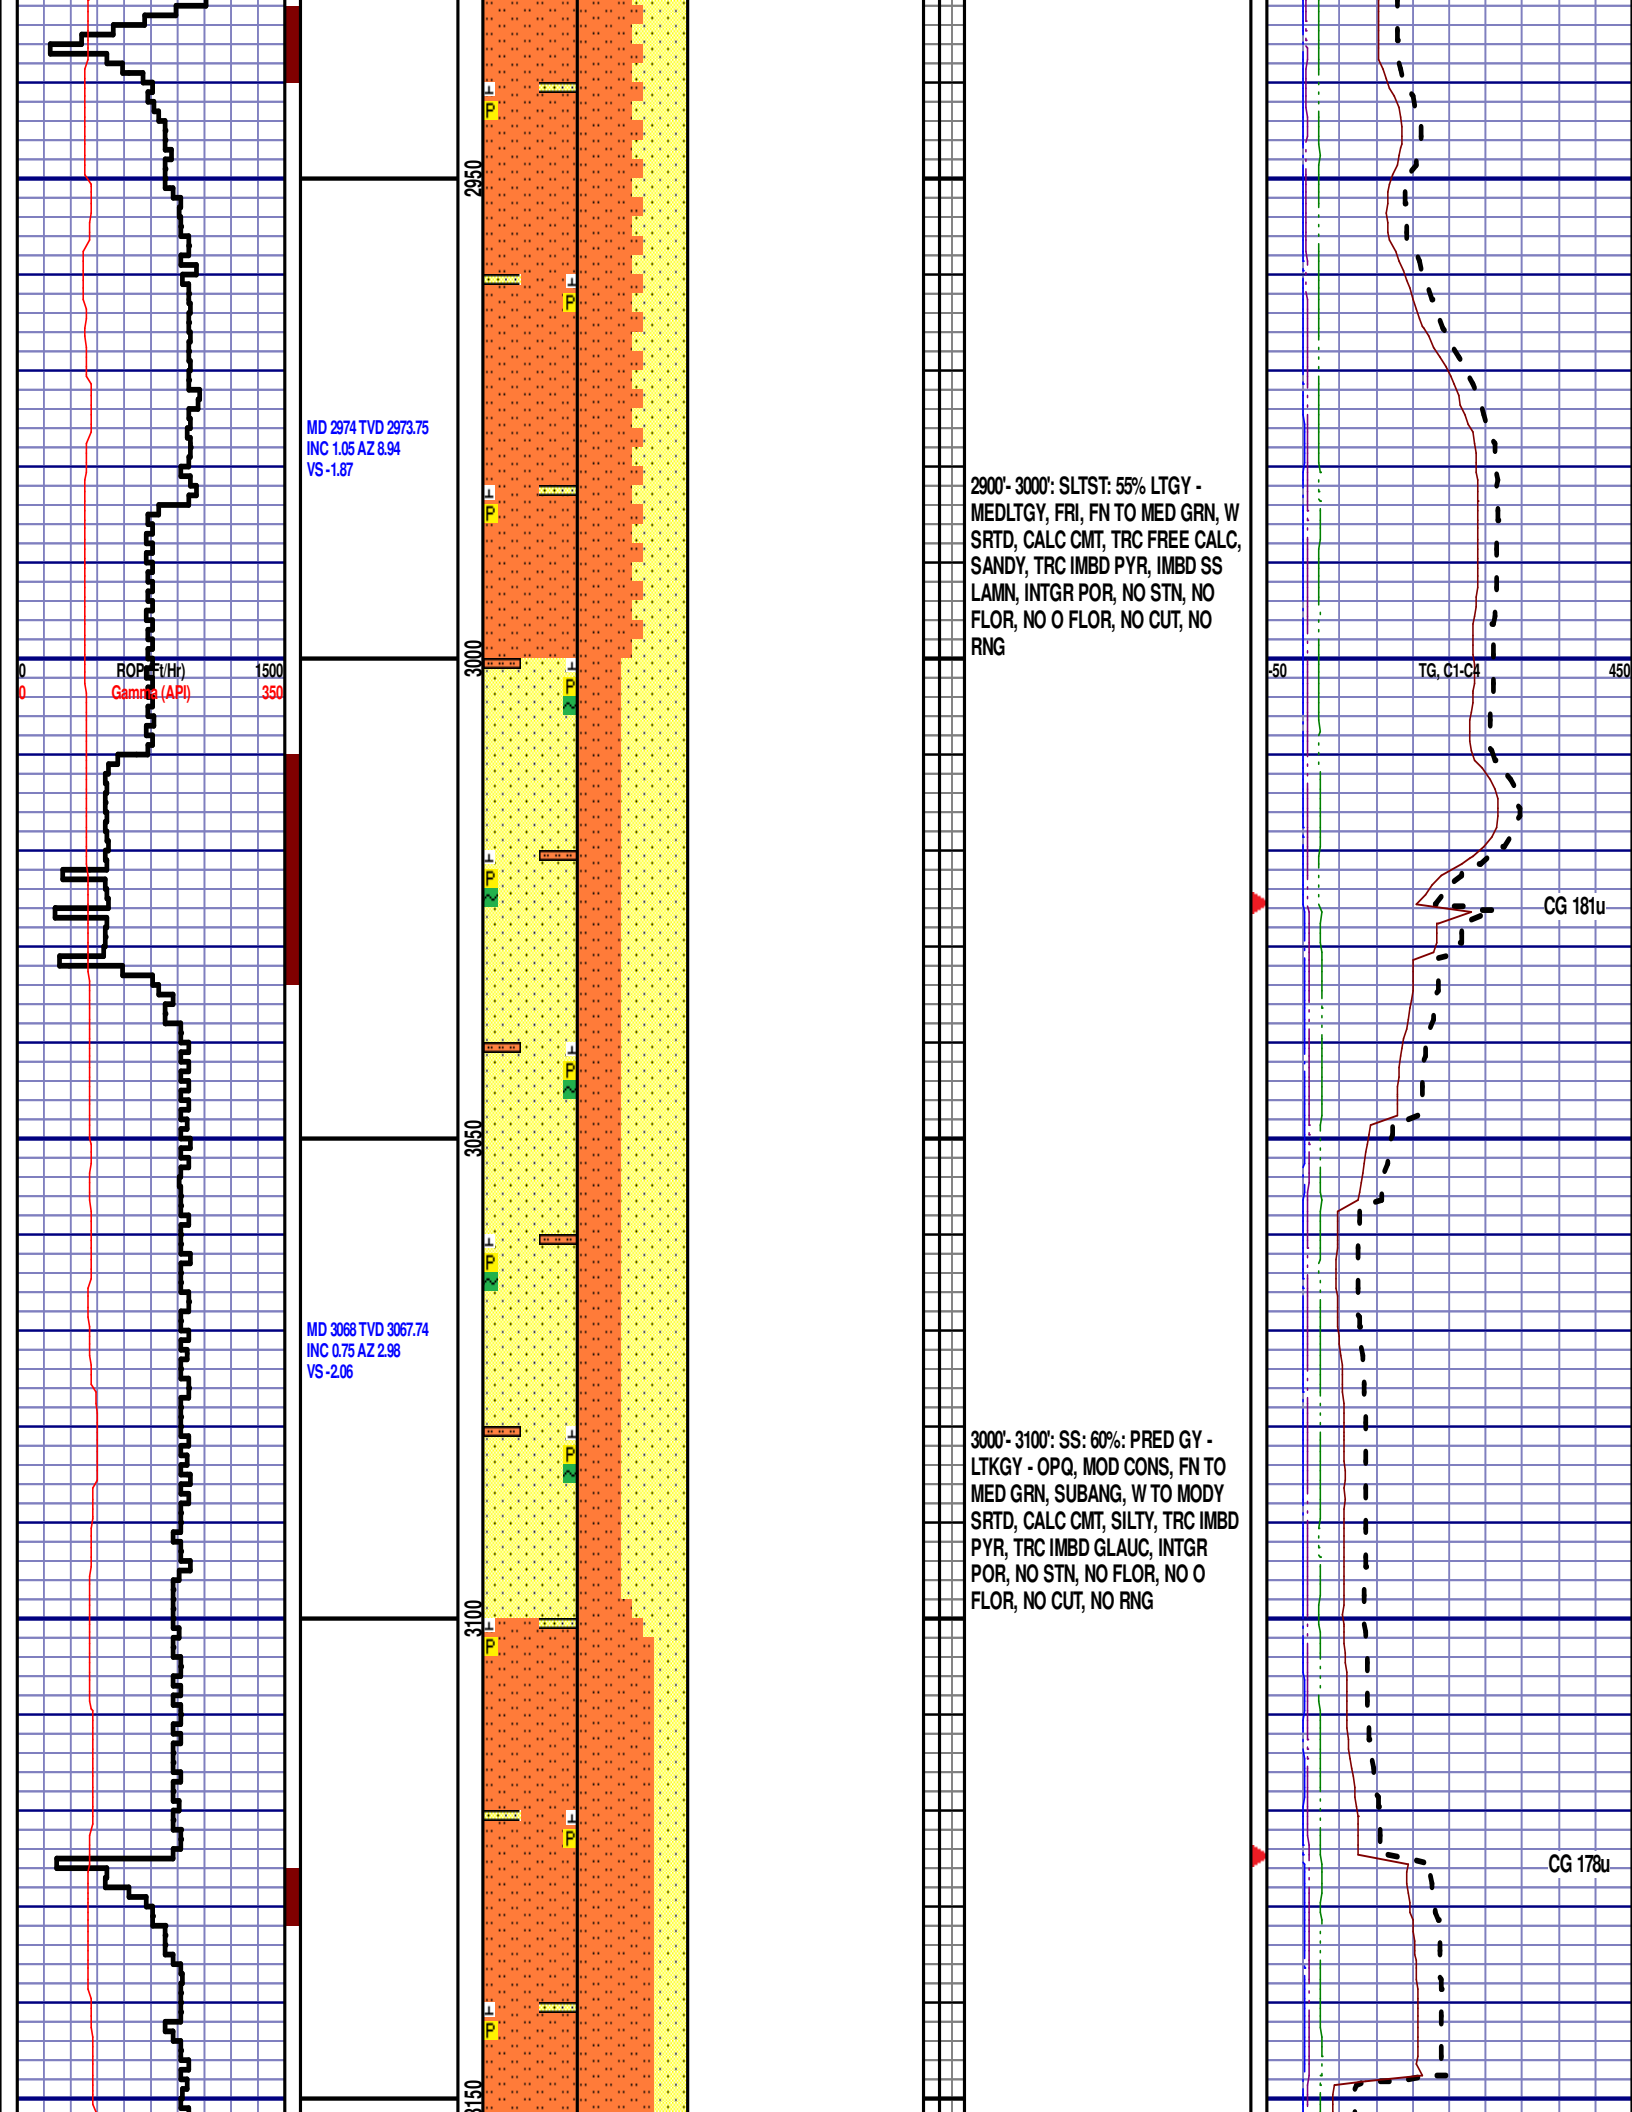 P
2950
P
MD 2974 TVD 2973.75
INC 1.05 AZ 8.94
VS -1.87
P
2900'- 3000': SLTST: 55% LTGY -
MEDLTGY, FRI, FN TO MED GRN, W
SRTD, CALC CMT, TRC FREE CALC,
SANDY, TRC IMBD PYR, IMBD SS
LAMN, INTGR POR, NO STN, NO
FLOR, NO O FLOR, NO CUT, NO
RNG
3000
0 ROP (Ft/Hr) 1500
0 Gamma (API) 350
-50 TG, C1-C4 450
P
P
CG 181u
P
3050
P
MD 3068 TVD 3067.74
INC 0.75 AZ 2.98
VS -2.06
P
3000'- 3100': SS: 60%: PRED GY -
LTKGY - OPQ, MOD CONS, FN TO
MED GRN, SUBANG, W TO MODY
SRTD, CALC CMT, SILTY, TRC IMBD
PYR, TRC IMBD GLAUC, INTGR
POR, NO STN, NO FLOR, NO O
FLOR, NO CUT, NO RNG
3100
P
P
CG 178u
P
3150